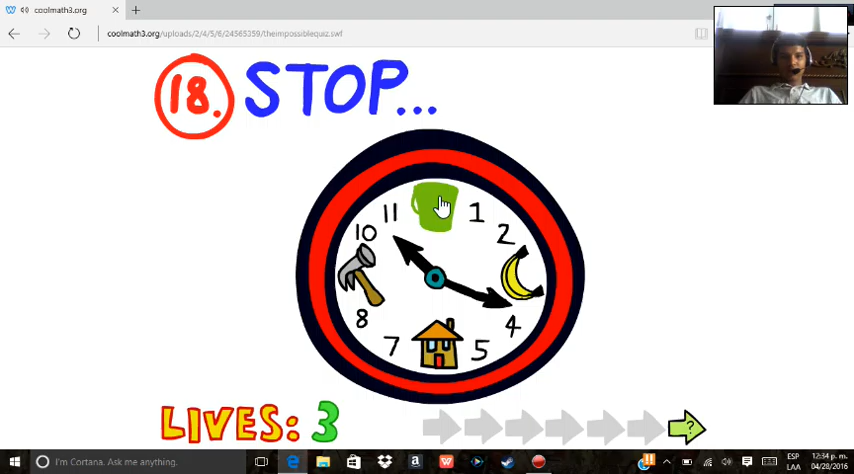 coolmath3.org
coolmath3.org/uploads/2/4/5/6/24565359/theimpossiblequiz.swf
18. STOP...
11 1
10 2
8 4
7 5
LIVES: 3
?
I'm Cortana. Ask me anything.
ESP 12:34 p. m.
LAA 04/28/2016